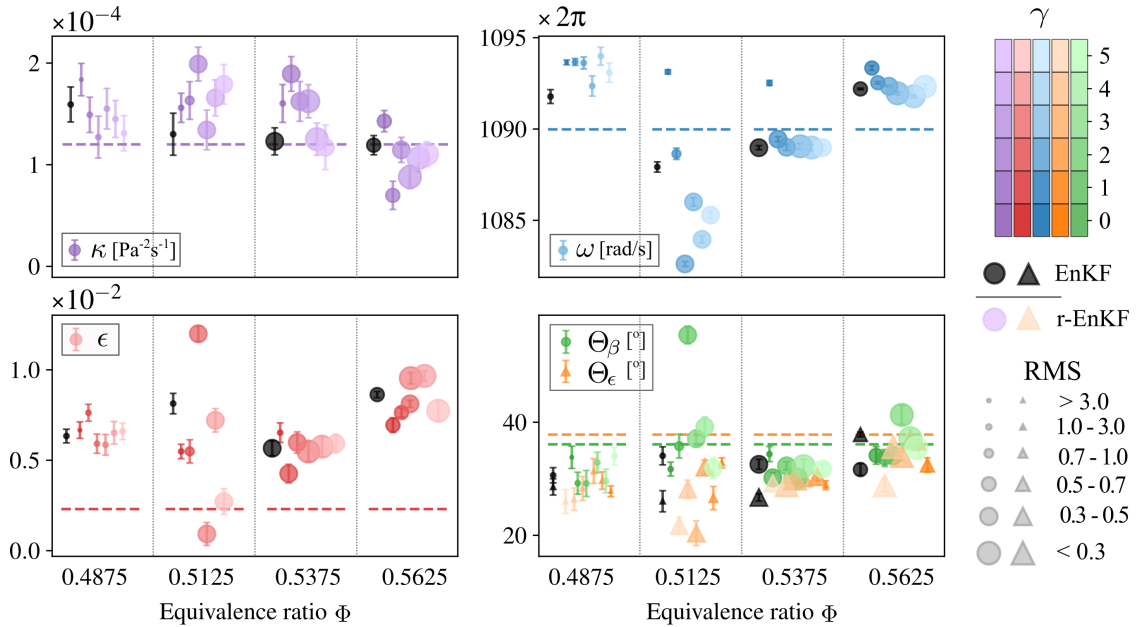 ×10⁻⁴
2
1
0
κ [Pa⁻²s⁻¹]
× 2π
1095
1090
1085
ω [rad/s]
γ
5
4
3
2
1
0
EnKF
r-EnKF
RMS
> 3.0
1.0 - 3.0
0.7 - 1.0
0.5 - 0.7
0.3 - 0.5
< 0.3
×10⁻²
1.0
0.5
0.0
ϵ
0.4875 0.5125 0.5375 0.5625
Equivalence ratio Φ
40
20
Θβ [º]
Θϵ [º]
0.4875 0.5125 0.5375 0.5625
Equivalence ratio Φ